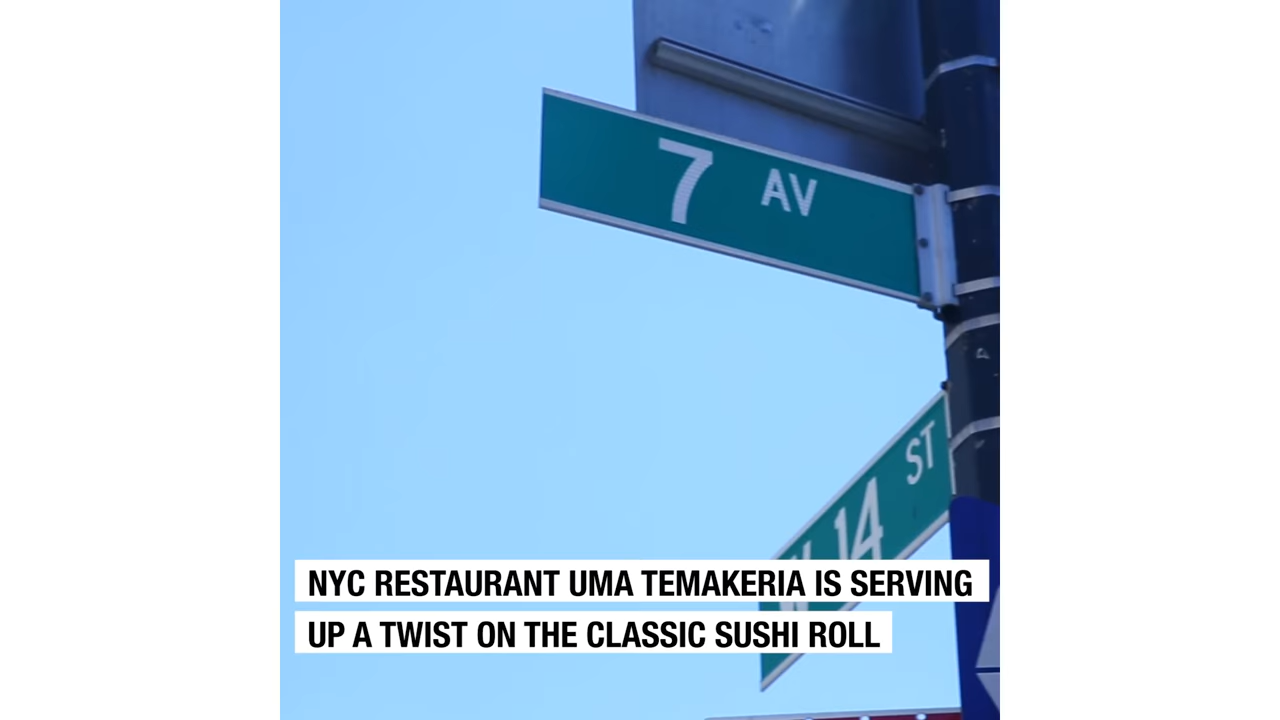 7 AV
14 ST
NYC RESTAURANT UMA TEMAKERIA IS SERVING
UP A TWIST ON THE CLASSIC SUSHI ROLL